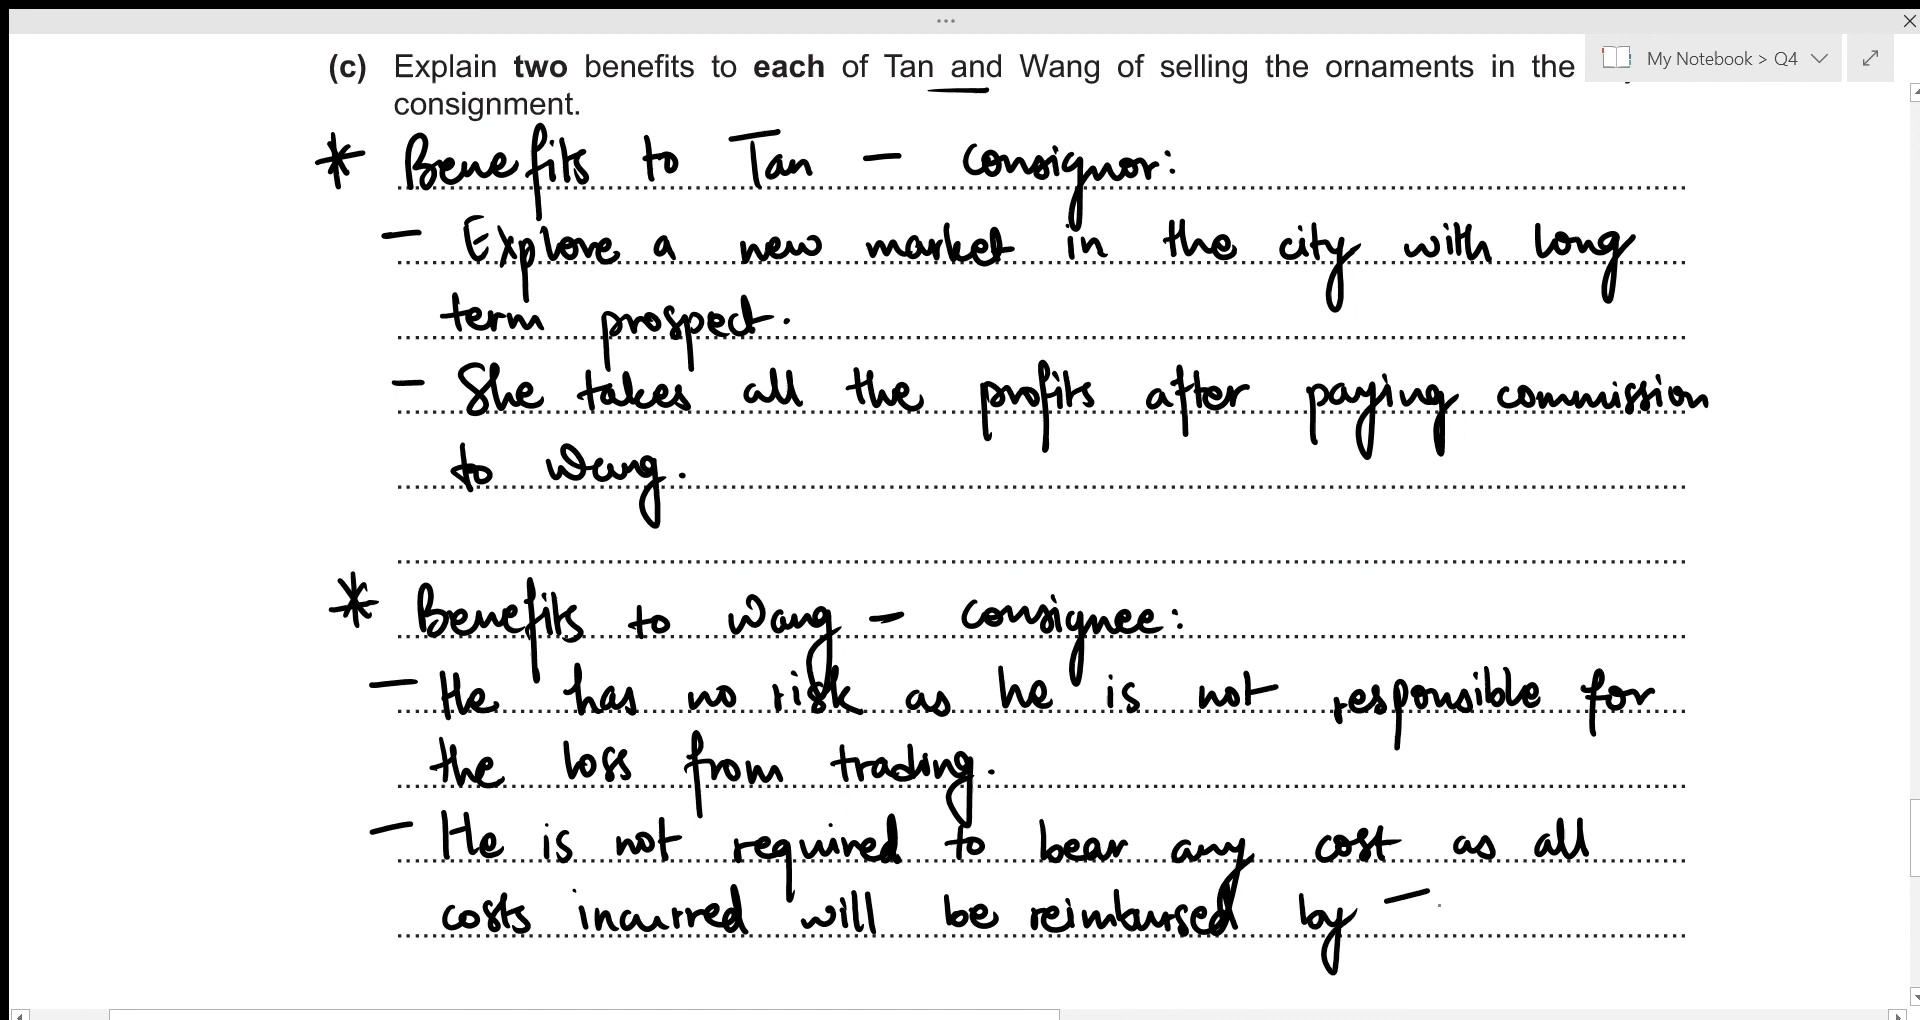 ...
(c) Explain two benefits to each of Tan and Wang of selling the ornaments in the
My Notebook > Q4
consignment.
* Benefits to Tan - consignor:
- Explore a new market in the city with long
term prospect.
- She takes all the profits after paying commission
to Wang.
* Benefits to Wang - consignee:
- He has no risk as he is not responsible for
the loss from trading.
- He is not required to bear any cost as all
costs incurred will be reimbursed by